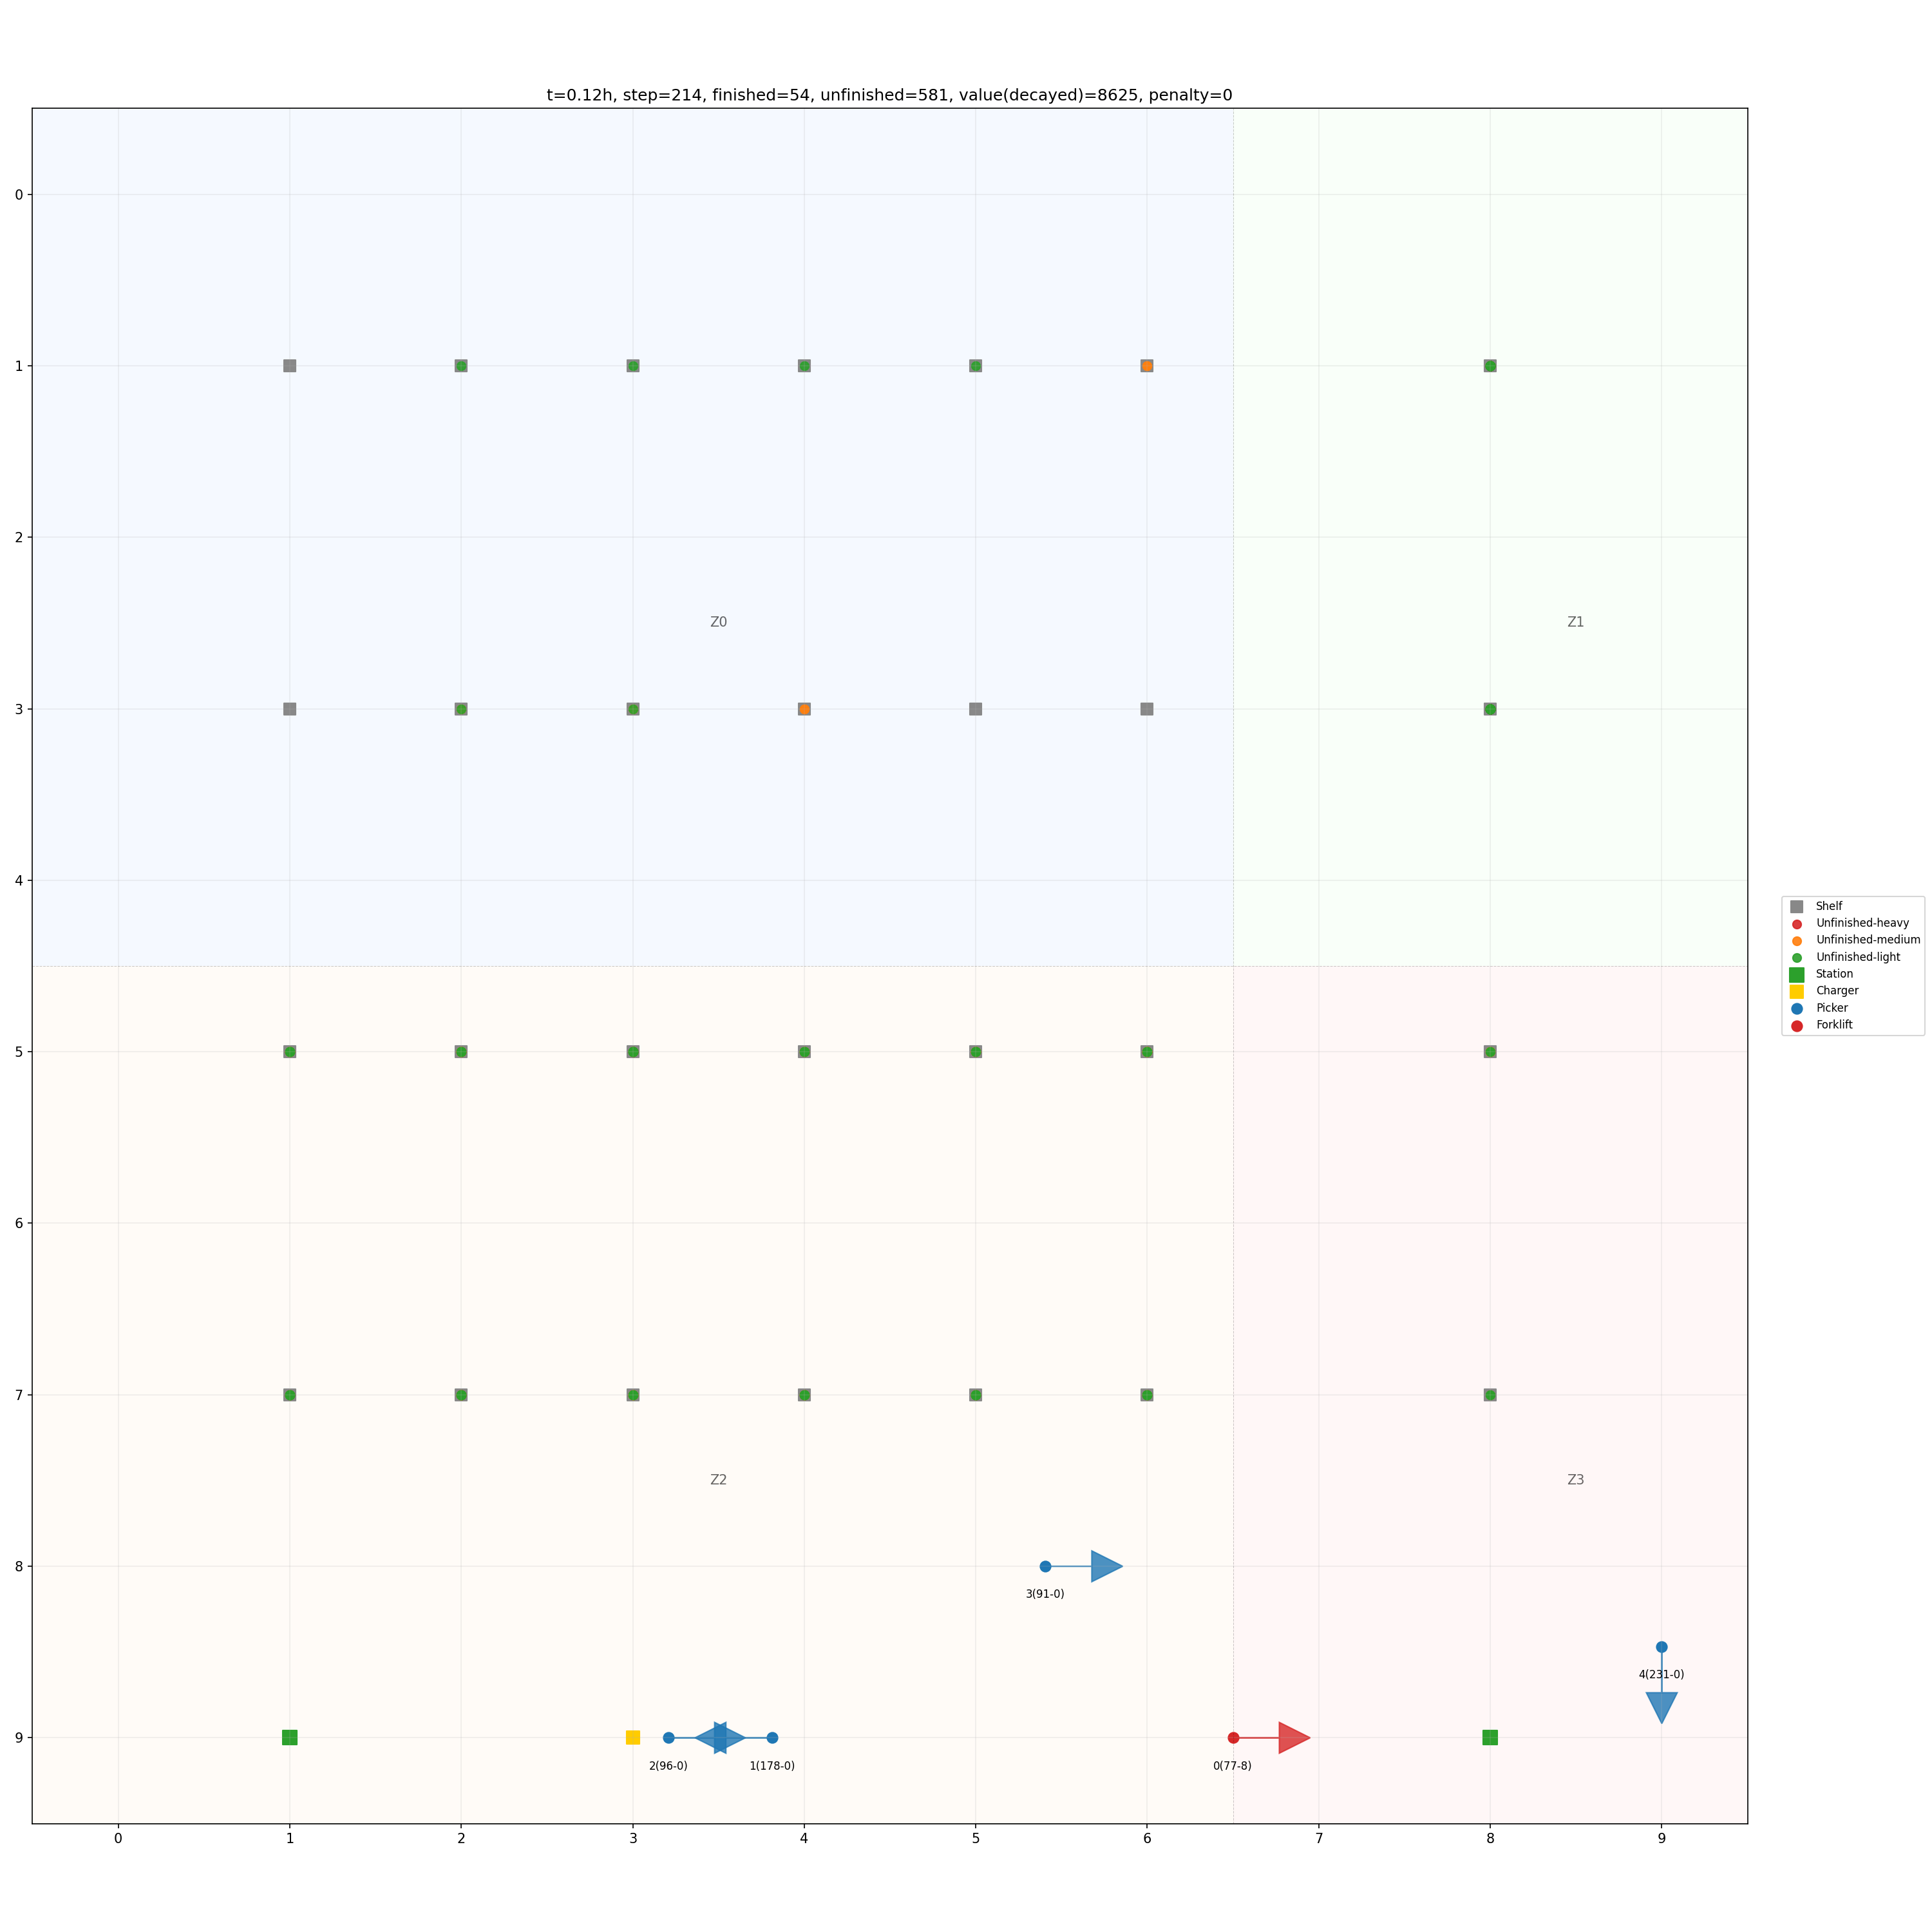 t=0.12h, step=214, finished=54, unfinished=581, value(decayed)=8625, penalty=0
0
1
2
Z0
Z1
3
4
Shelf
Unfinished-heavy
Unfinished-medium
Unfinished-light
Station
Charger
Picker
Forklift
5
6
7
Z2
Z3
8
3(91-0)
4(231-0)
9
2(96-0)
1(178-0)
0(77-8)
0
1
2
3
4
5
6
7
8
9